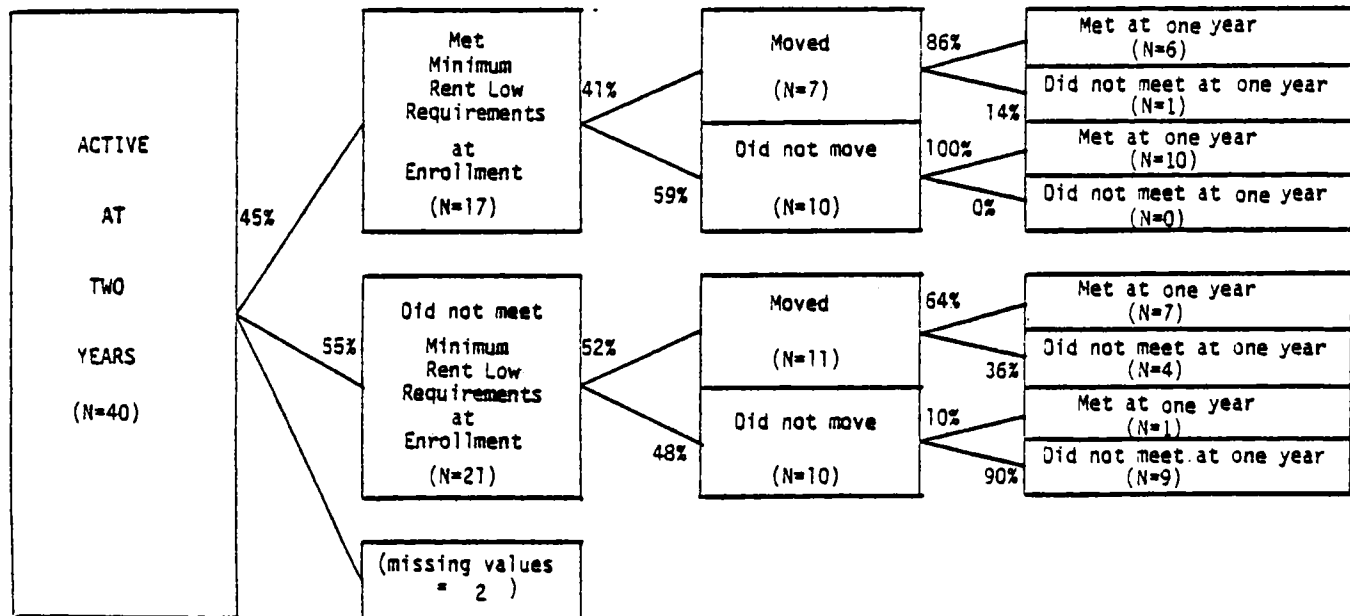 ACTIVE
AT
TWO
YEARS
(N=40)
45%
55%
Met
Minimum
Rent Low
Requirements
at
Enrollment
(N=17)
41%
59%
Moved
(N=7)
Did not move
(N=10)
86%
14%
100%
0%
Met at one year
(N=6)
Did not meet at one year
(N=1)
Met at one year
(N=10)
Did not meet at one year
(N=0)
Did not meet
Minimum
Rent Low
Requirements
at
Enrollment
(N=21)
52%
48%
Moved
(N=11)
Did not move
(N=10)
64%
36%
10%
90%
Met at one year
(N=7)
Did not meet at one year
(N=4)
Met at one year
(N=1)
Did not meet at one year
(N=9)
(missing values
= 2 )